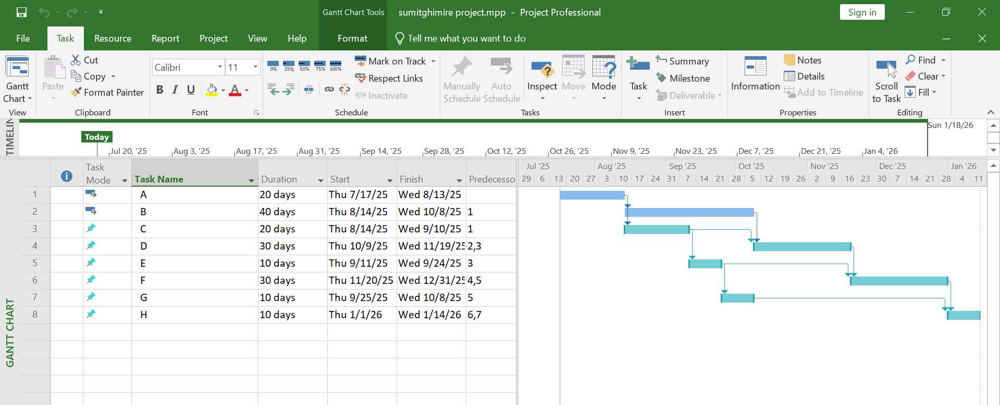 Gantt Chart Tools sumitghimire project.mpp - Project Professional Sign in
File Task Resource Report Project View Help Format Tell me what you want to do
Gantt Chart
View
Paste
Cut
Copy
Format Painter
Clipboard
Calibri 11
B I U A
Font
0% 25% 50% 75% 100%
Mark on Track
Respect Links
Inactivate
Schedule
Manually Schedule
Auto Schedule
Inspect
Move
Mode
Tasks
Task
Summary
Milestone
Deliverable
Insert
Information
Notes
Details
Add to Timeline
Properties
Scroll to Task
Find
Clear
Fill
Editing
TIMELIN
Today
Sun 1/18/26
Jul 20, '25 Aug 3, '25 Aug 17, '25 Aug 31, '25 Sep 14, '25 Sep 28, '25 Oct 12, '25 Oct 26, '25 Nov 9, '25 Nov 23, '25 Dec 7, '25 Dec 21, '25 Jan 4, '26
GANTT CHART
Task Mode Task Name Duration Start Finish Predecesso
Jul '25 Aug '25 Sep '25 Oct '25 Nov '25 Dec '25 Jan '26
29 6 13 20 27 3 10 17 24 31 7 14 21 28 5 12 19 26 2 9 16 23 30 7 14 21 28 4 11
1 A 20 days Thu 7/17/25 Wed 8/13/25
2 B 40 days Thu 8/14/25 Wed 10/8/25 1
3 C 20 days Thu 8/14/25 Wed 9/10/25 1
4 D 30 days Thu 10/9/25 Wed 11/19/25 2,3
5 E 10 days Thu 9/11/25 Wed 9/24/25 3
6 F 30 days Thu 11/20/25 Wed 12/31/25 4,5
7 G 10 days Thu 9/25/25 Wed 10/8/25 5
8 H 10 days Thu 1/1/26 Wed 1/14/26 6,7